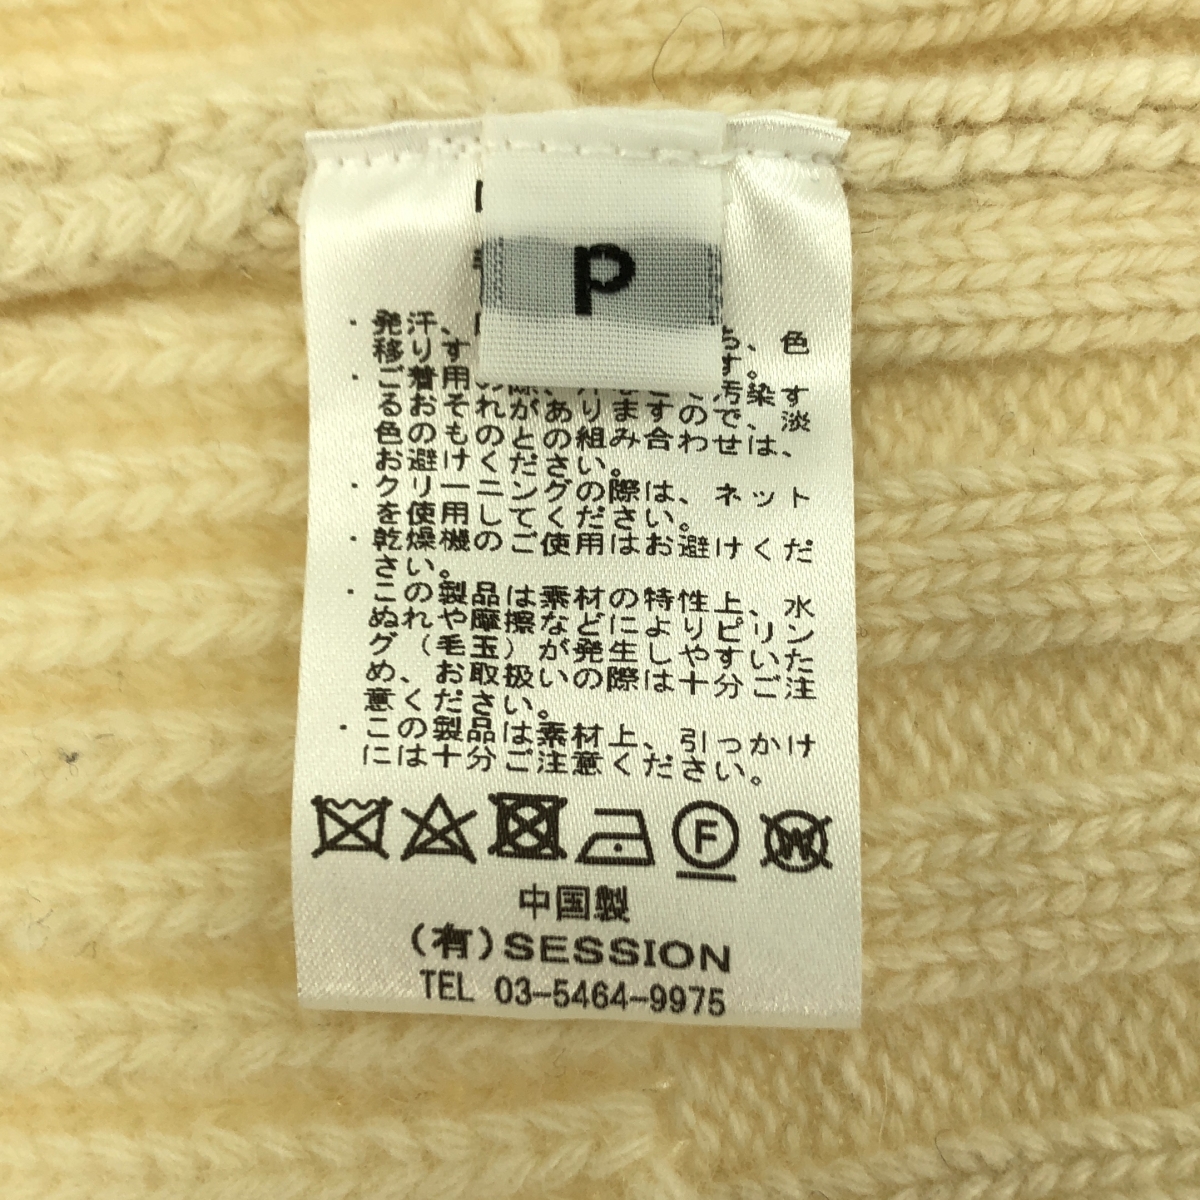 P
・発汗、 ち、色
移りす す。
・ご着用の際、汗などで汚染す
るおそれがありますので、淡
色のものとの組み合わせは、
お避けください。
・クリーニングの際は、ネット
を使用してください。
・乾燥機のご使用はお避けくだ
さい。
・この製品は素材の特性上、水
ぬれや摩擦などによりピリン
グ(毛玉)が発生しやすいた
め、お取扱いの際は十分ご注
意ください。
・この製品は素材上、引っかけ
には十分ご注意ください。
F W
中国製
(有)SESSION
TEL 03-5464-9975